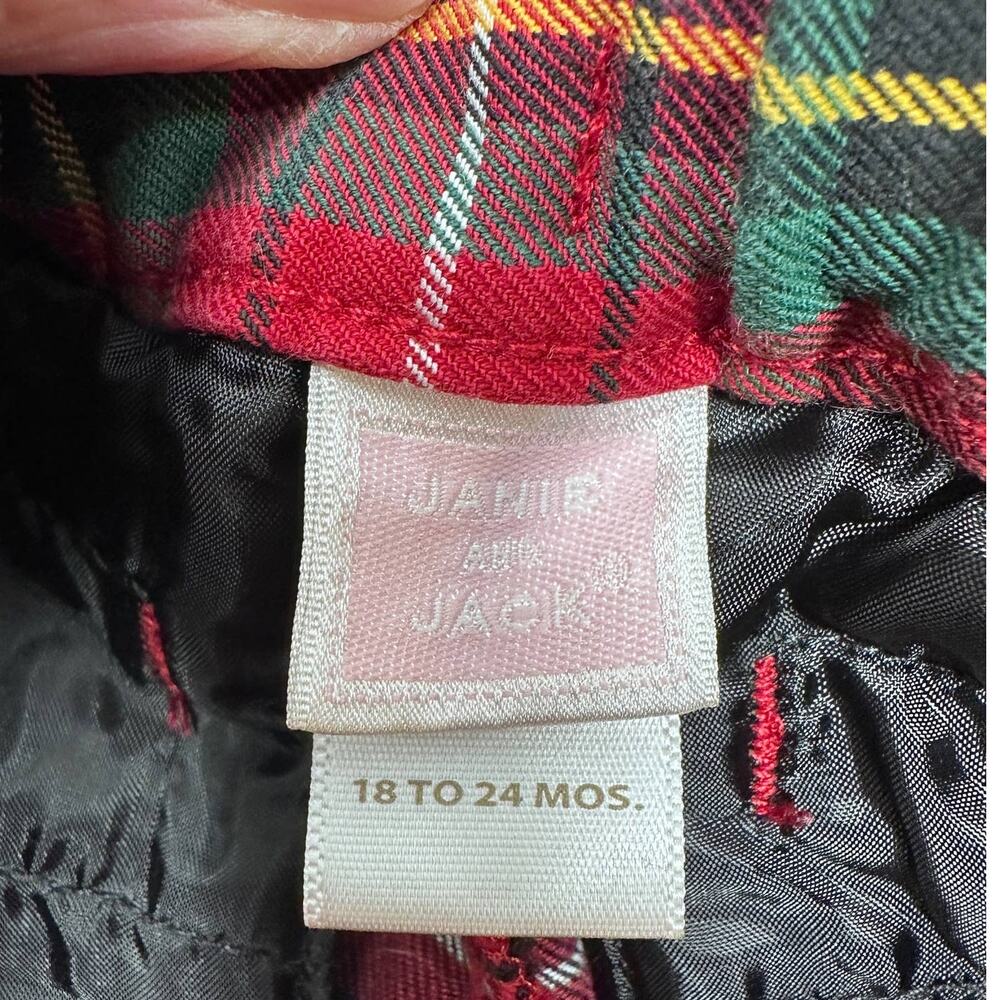 JANIE
AND
JACK®
18 TO 24 MOS.